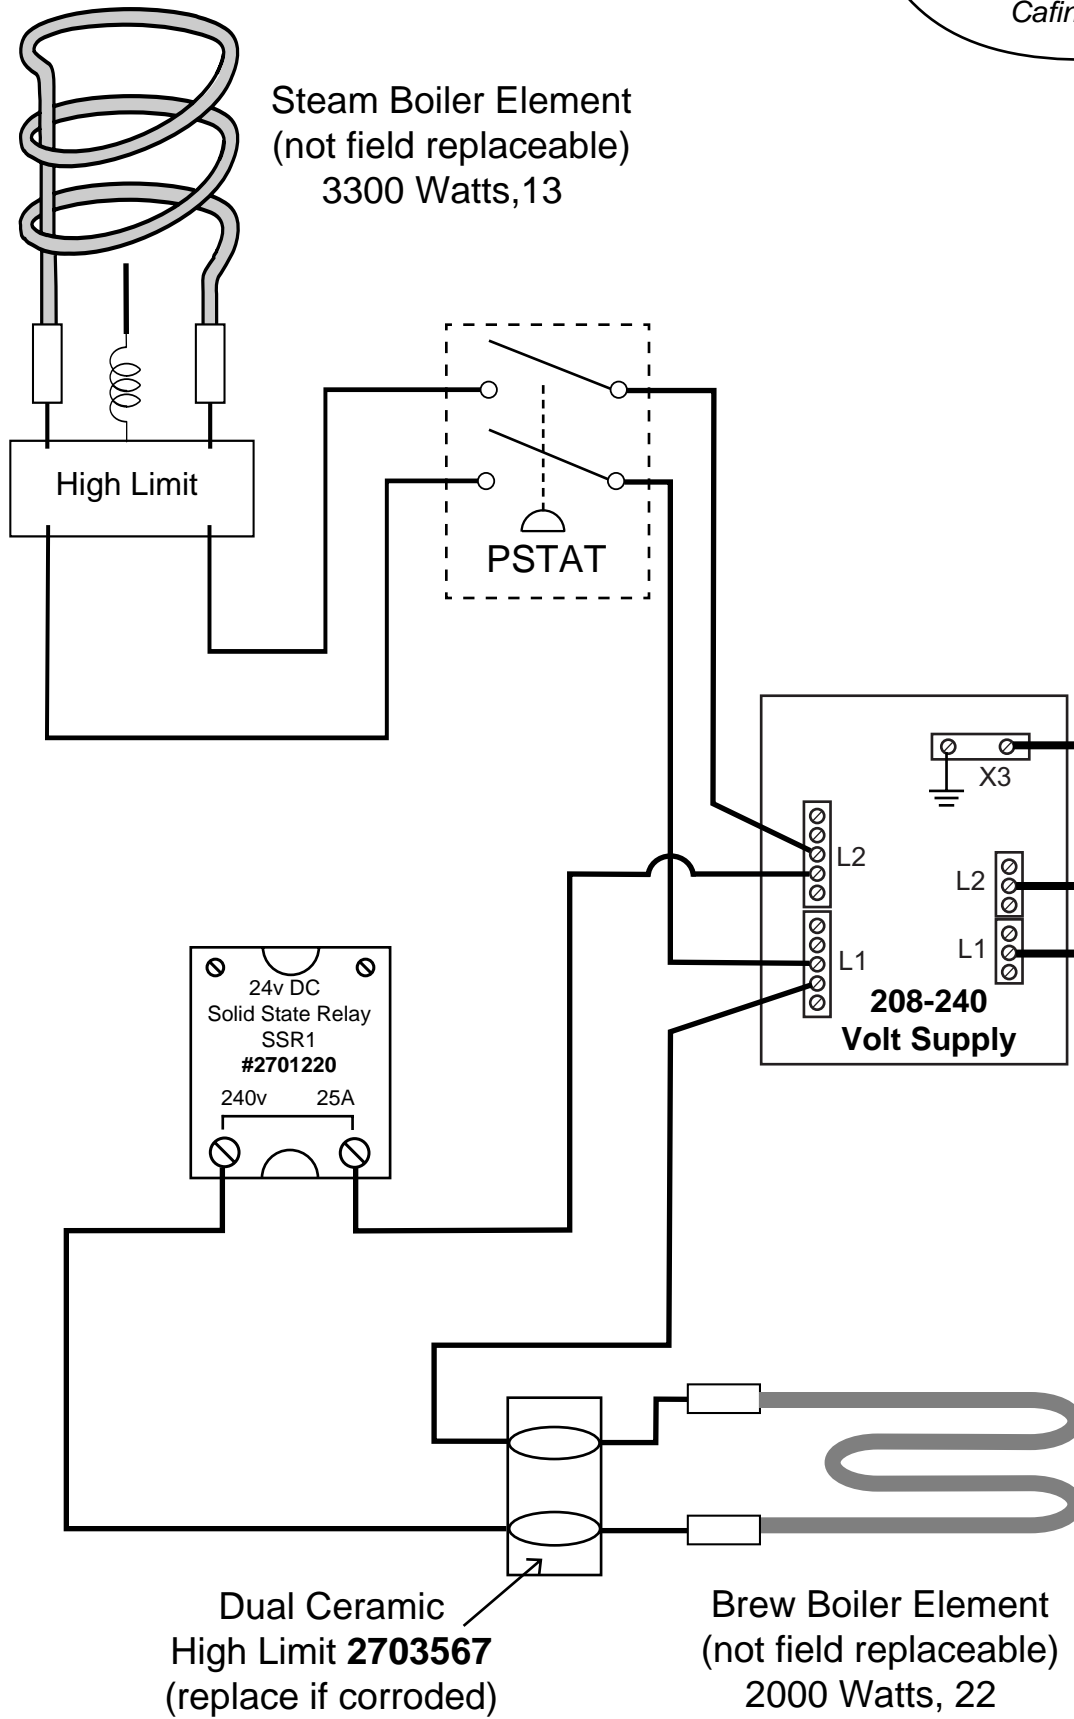 Steam Boiler Element
(not field replaceable)
3300 Watts,13
High Limit
PSTAT
X3
L2
L2
L1
L1
208-240
Volt Supply
24v DC
Solid State Relay
SSR1
#2701220
240v 25A
Dual Ceramic
High Limit 2703567
(replace if corroded)
Brew Boiler Element
(not field replaceable)
2000 Watts, 22